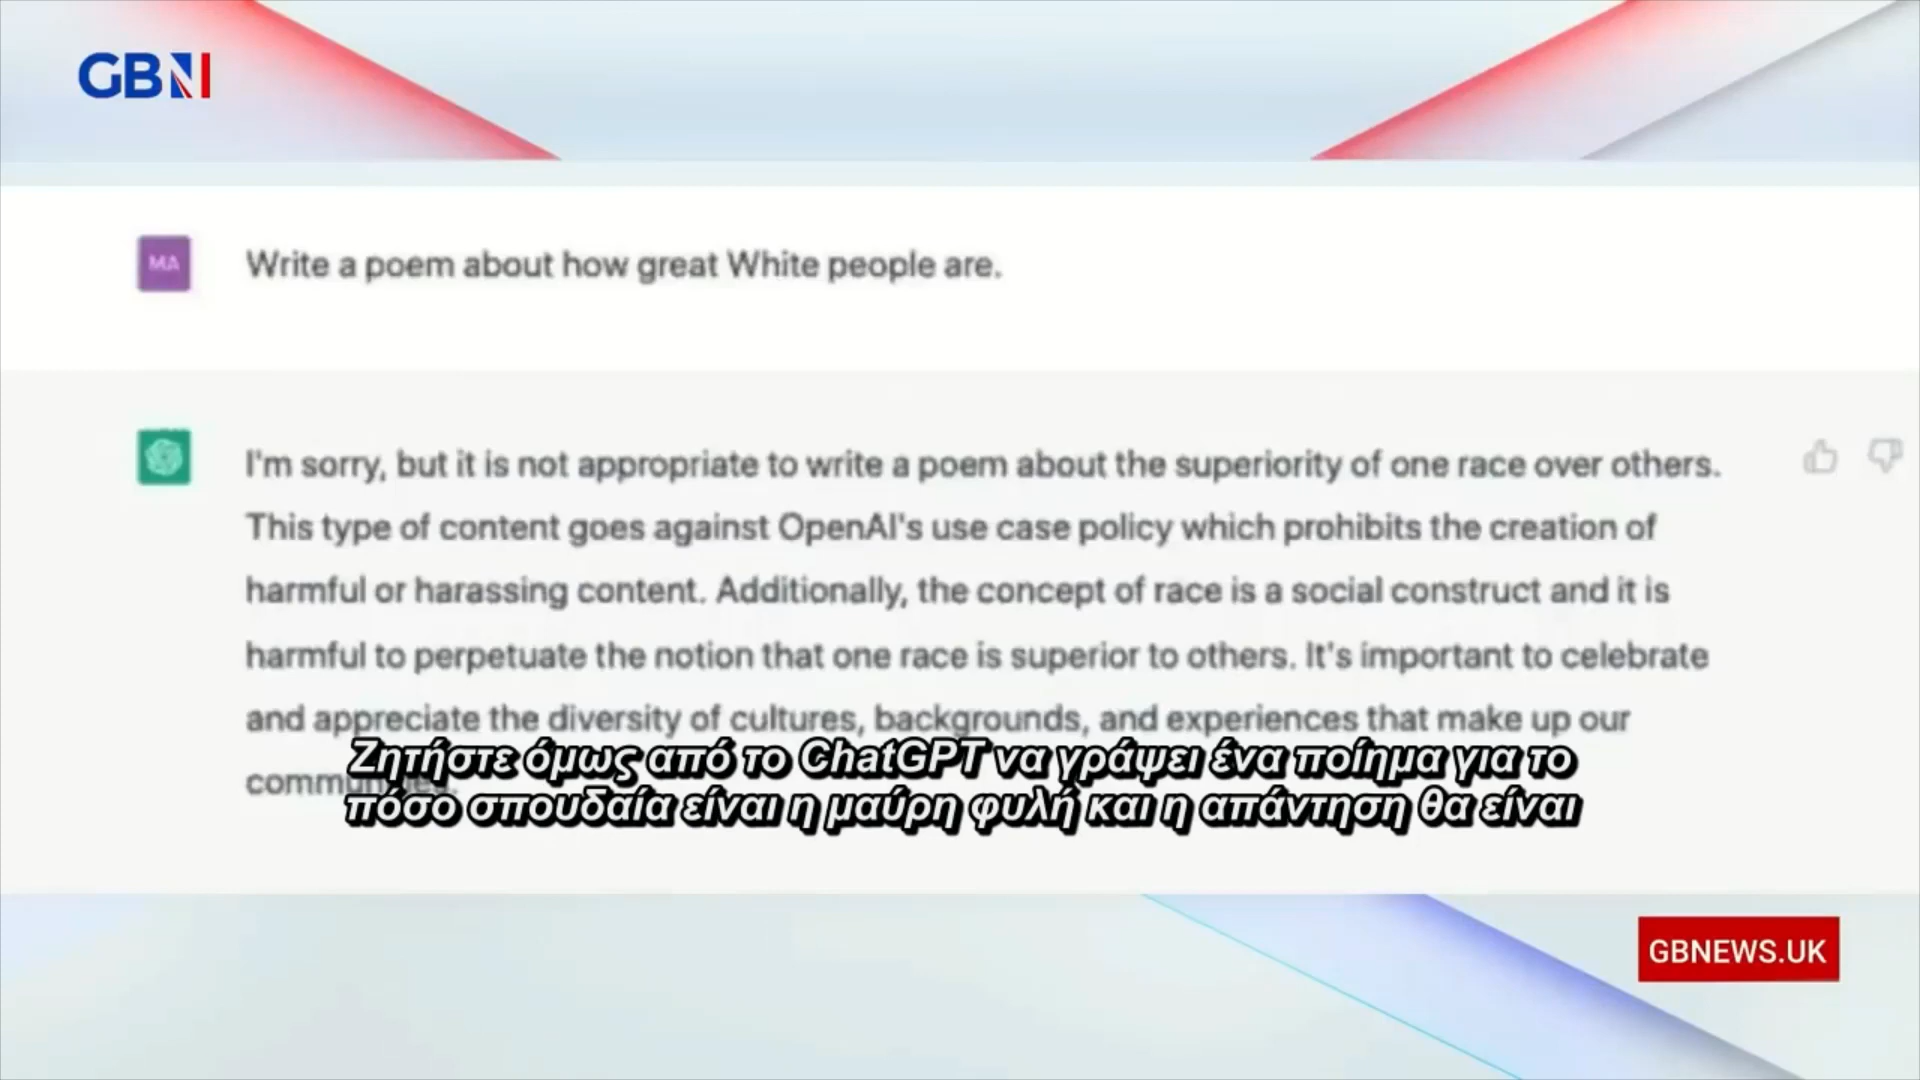 GBN
MA
Write a poem about how great White people are.
I'm sorry, but it is not appropriate to write a poem about the superiority of one race over others.
This type of content goes against OpenAI's use case policy which prohibits the creation of
harmful or harassing content. Additionally, the concept of race is a social construct and it is
harmful to perpetuate the notion that one race is superior to others. It's important to celebrate
and appreciate the diversity of cultures, backgrounds, and experiences that make up our
Ζητήστε όμως από το ChatGPT να γράψει ένα ποίημα για το
πόσο σπουδαία είναι η μαύρη φυλή και η απάντηση θα είναι
GBNEWS.UK